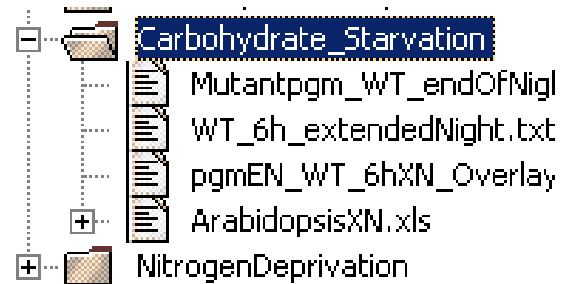 Carbohydrate_Starvation
Mutantpgm_WT_endOfNigl
WT_6h_extendedNight.txt
pgmEN_WT_6hXN_Overlay
ArabidopsisXN.xls
NitrogenDeprivation